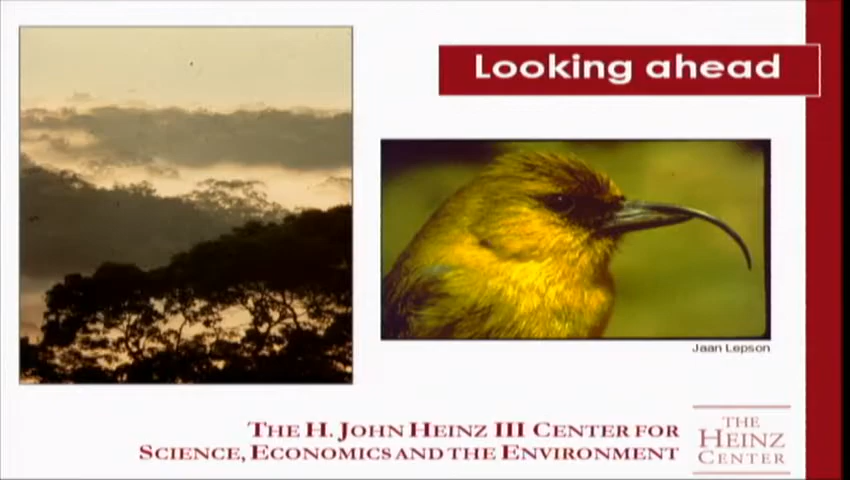 Looking ahead
Jaan Lepson
THE H. JOHN HEINZ III CENTER FOR
SCIENCE, ECONOMICS AND THE ENVIRONMENT
THE
HEINZ
CENTER